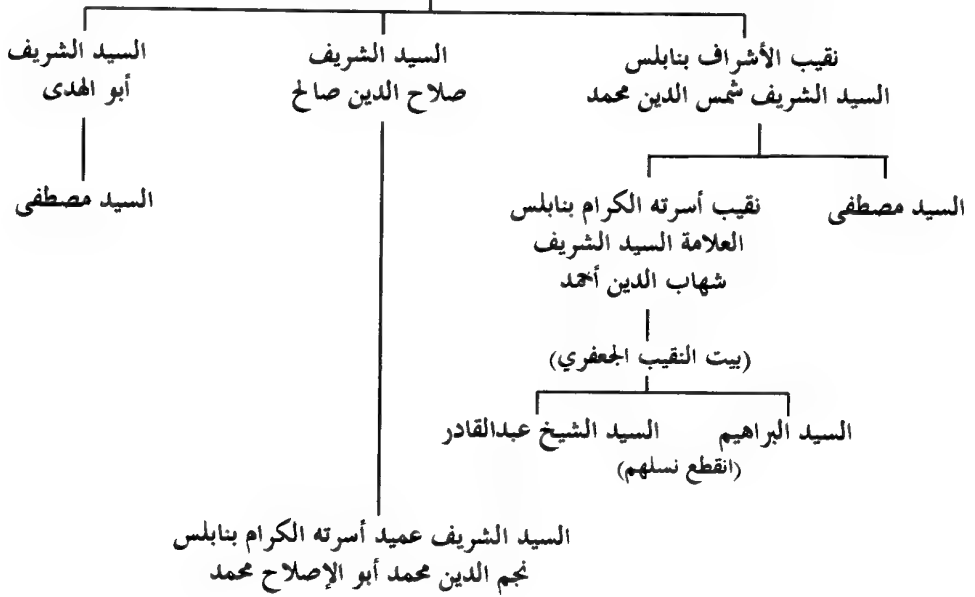 نقيب الأشراف بنابلس
السيد الشريف شمس الدين محمد
السيد الشريف
صلاح الدين صالح
السيد الشريف
أبو الهدى
السيد مصطفى
نقيب أسرته الكرام بنابلس
العلامة السيد الشريف
شهاب الدين أحمد
السيد مصطفى
(بيت النقيب الجعفري)
السيد البراهيم
السيد الشيخ عبدالقادر
(انقطع نسلهم)
السيد الشريف عميد أسرته الكرام بنابلس
نجم الدين محمد أبو الإصلاح محمد